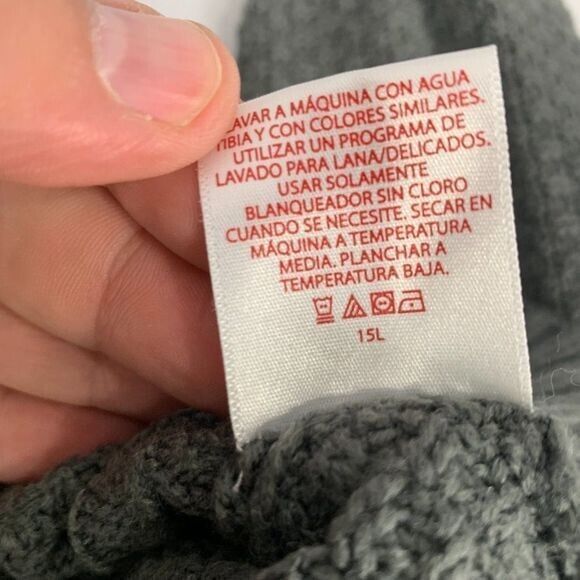 LAVAR A MÁQUINA CON AGUA
TIBIA Y CON COLORES SIMILARES.
UTILIZAR UN PROGRAMA DE
LAVADO PARA LANA/DELICADOS.
USAR SOLAMENTE
BLANQUEADOR SIN CLORO
CUANDO SE NECESITE. SECAR EN
MÁQUINA A TEMPERATURA
MEDIA. PLANCHAR A
TEMPERATURA BAJA.
15L